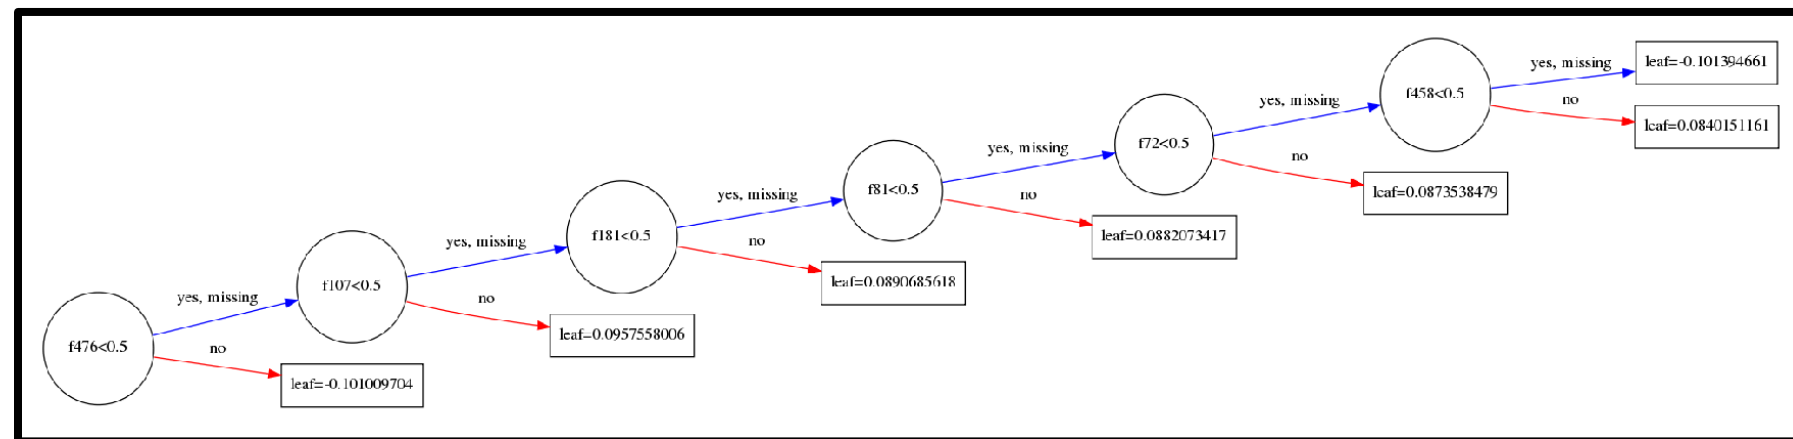 yes, missing
leaf=-0.101394661
f458<0.5
no
yes, missing
leaf=0.0840151161
f72<0.5
yes, missing
no
f81<0.5
leaf=0.0873538479
yes, missing
no
f181<0.5
leaf=0.0882073417
yes, missing
no
f107<0.5
leaf=0.0890685618
yes, missing
no
f476<0.5
leaf=0.0957558006
no
leaf=-0.101009704